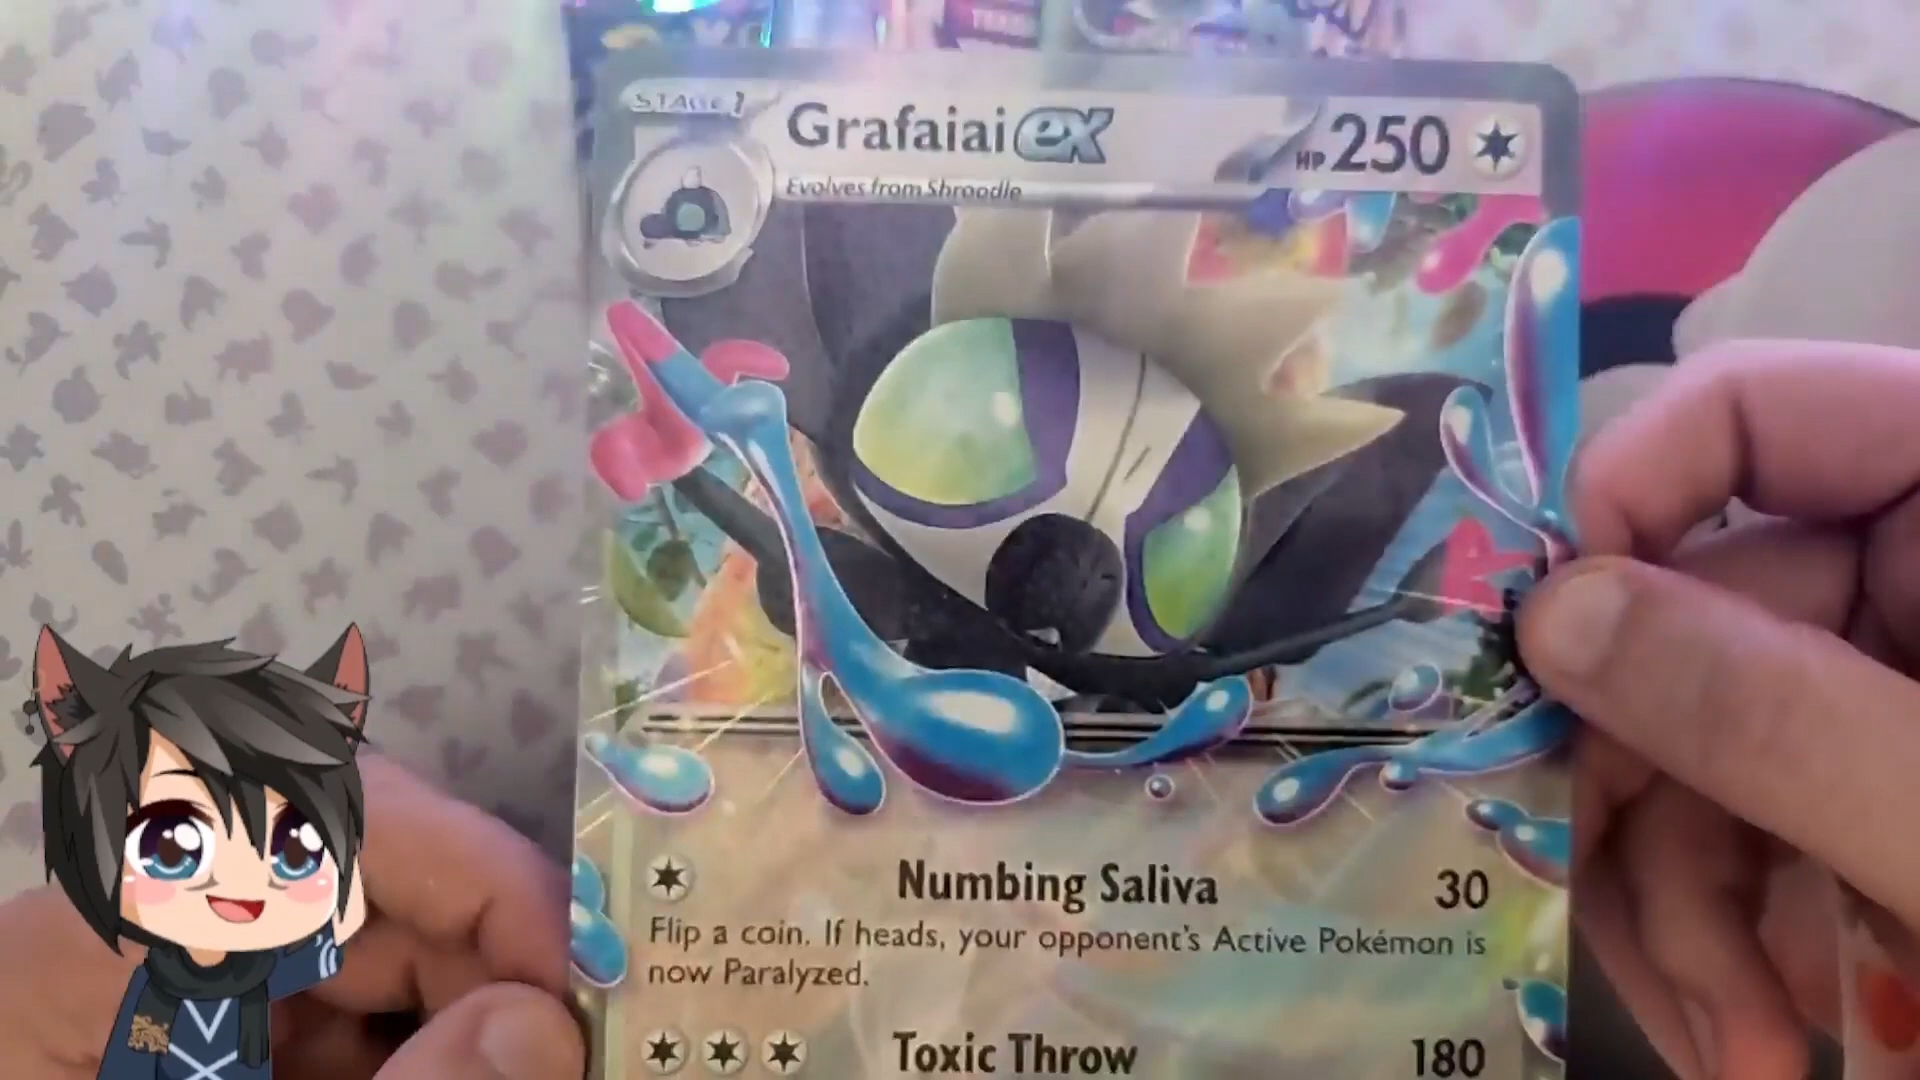 STAGE 1
Grafaiai ex
HP 250
Evolves from Shroodle
Numbing Saliva 30
Flip a coin. If heads, your opponent's Active Pokémon is
now Paralyzed.
Toxic Throw 180